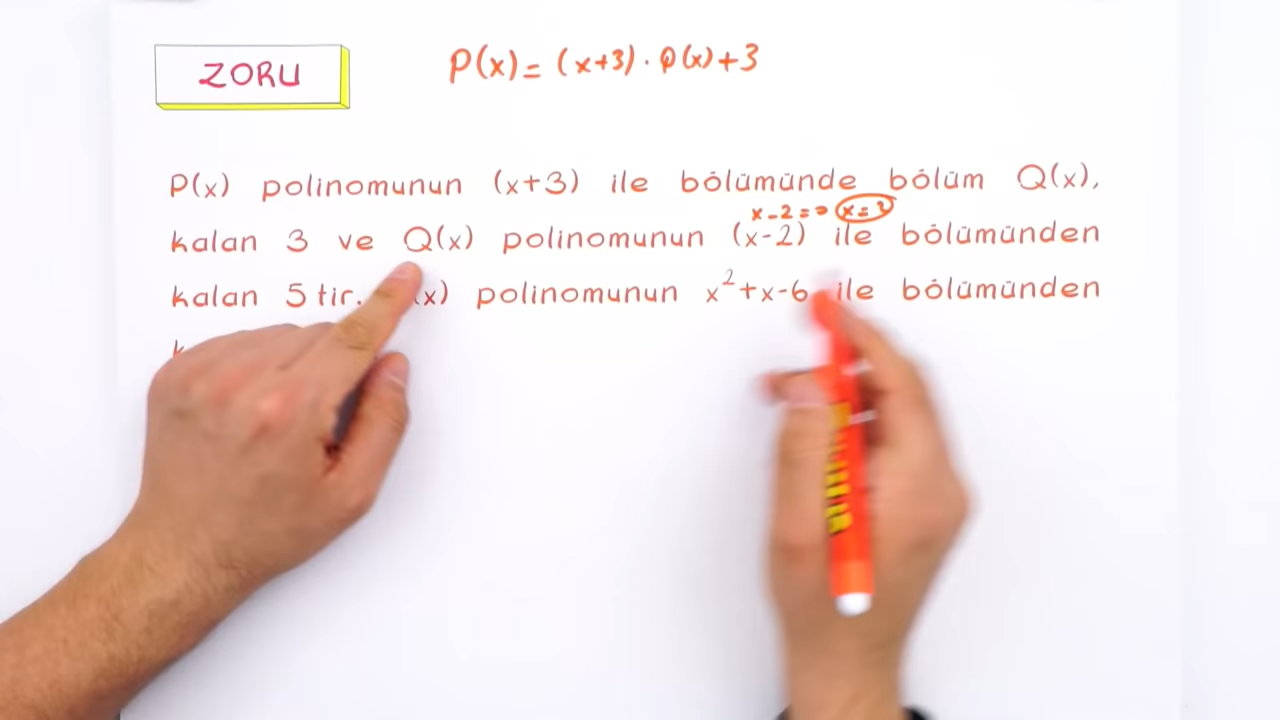 ZORU
P(x) = (x+3) · Q(x) + 3
P(x) polinomunun (x+3) ile bölümünde bölüm Q(x),
x-2=0 x=2
kalan 3 ve Q(x) polinomunun (x-2) ile bölümünden
kalan 5 tir. (x) polinomunun x²+x-6 ile bölümünden